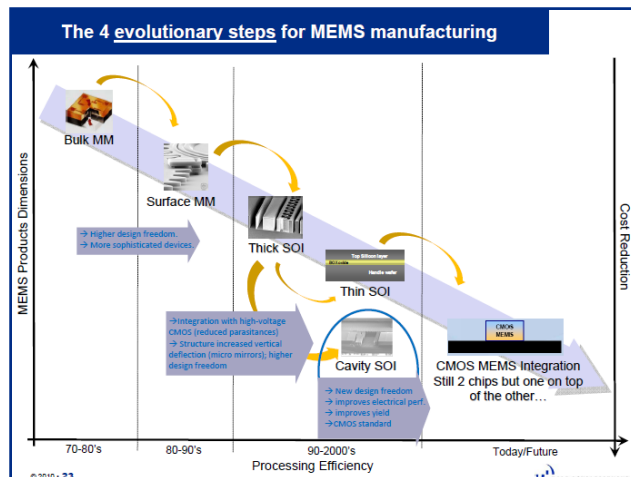 The 4 evolutionary steps for MEMS manufacturing
MEMS Products Dimensions
Cost Reduction
Bulk MM
Surface MM
→ Higher design freedom.
→ More sophisticated devices.
Thick SOI
Top Silicon layer
Handle wafer
Thin SOI
→Integration with high-voltage
CMOS (reduced parasitances)
→ Structure increased vertical
deflection (micro mirrors); higher
design freedom
Cavity SOI
CMOS
MEMS
CMOS MEMS Integration
Still 2 chips but one on top
of the other…
→ New design freedom
→ improves electrical perf.
→ improves yield
→CMOS standard
70-80's
80-90's
90-2000's
Today/Future
Processing Efficiency
© 2010 • 23